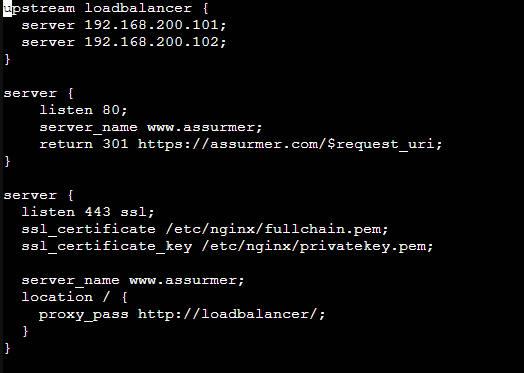 upstream loadbalancer {
  server 192.168.200.101;
  server 192.168.200.102;
}

server {
    listen 80;
    server_name www.assurmer;
    return 301 https://assurmer.com/$request_uri;
}

server {
  listen 443 ssl;
  ssl_certificate /etc/nginx/fullchain.pem;
  ssl_certificate_key /etc/nginx/privatekey.pem;

  server_name www.assurmer;
  location / {
    proxy_pass http://loadbalancer/;
  }
}